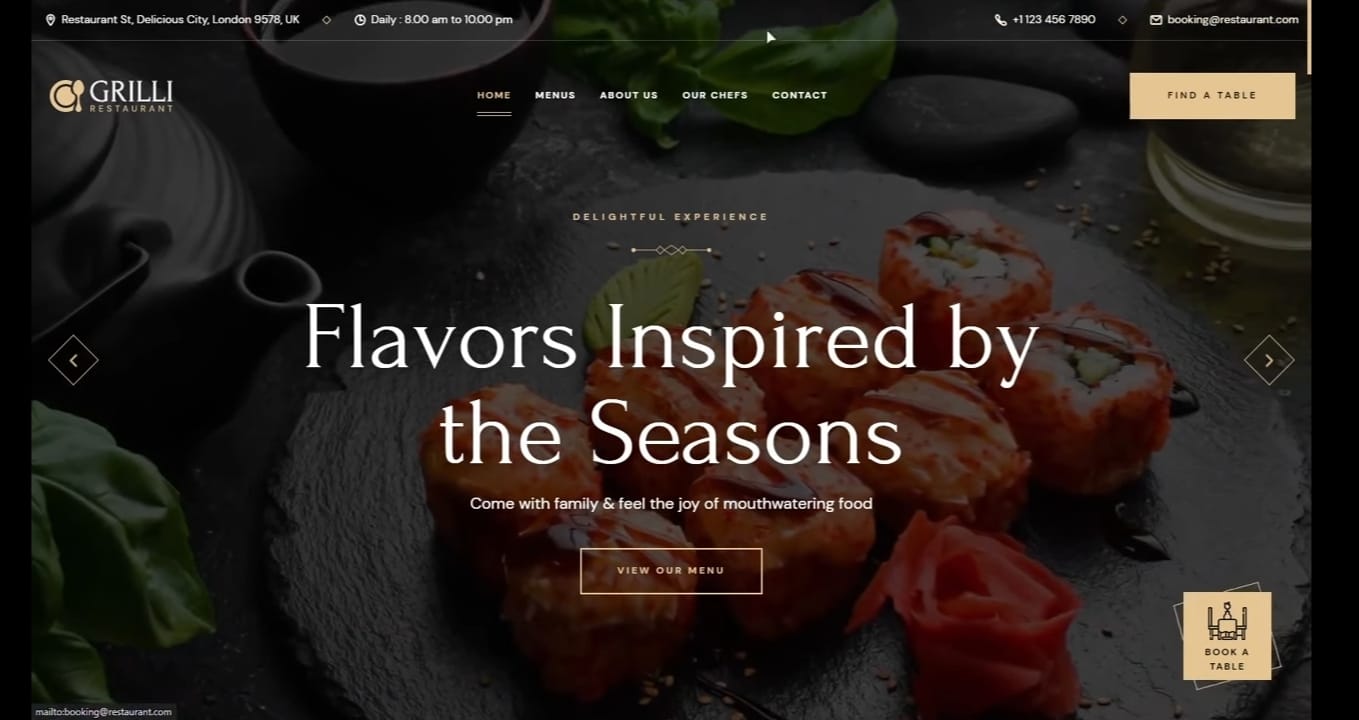 Restaurant St, Delicious City, London 9578, UK
Daily : 8.00 am to 10.00 pm
+1 123 456 7890
booking@restaurant.com
GRILLI
RESTAURANT
HOME
MENUS
ABOUT US
OUR CHEFS
CONTACT
FIND A TABLE
DELIGHTFUL EXPERIENCE
Flavors Inspired by
the Seasons
Come with family & feel the joy of mouthwatering food
VIEW OUR MENU
BOOK A
TABLE
mailto:booking@restaurant.com